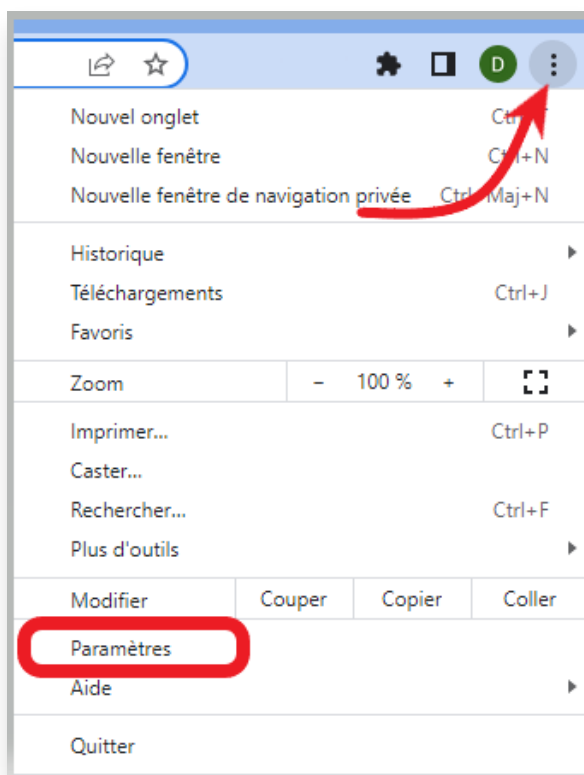 D
Nouvel onglet
Nouvelle fenêtre Ctrl+N
Nouvelle fenêtre de navigation privée Ctrl+Maj+N
Historique
Téléchargements Ctrl+J
Favoris
Zoom - 100 % +
Imprimer... Ctrl+P
Caster...
Rechercher... Ctrl+F
Plus d'outils
Modifier Couper Copier Coller
Paramètres
Aide
Quitter